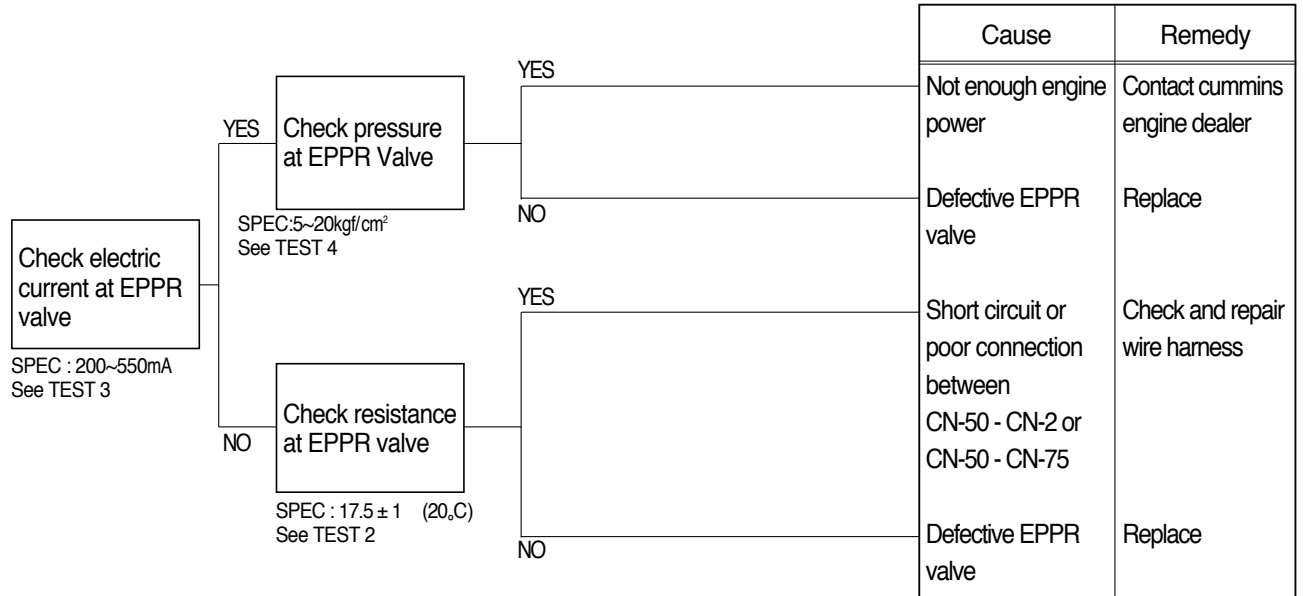 Check electric
current at EPPR
valve
SPEC : 200~550mA
See TEST 3
YES
Check pressure
at EPPR Valve
SPEC:5~20kgf/cm²
See TEST 4
NO
Check resistance
at EPPR valve
SPEC : 17.5 ± 1 (20˳C)
See TEST 2
YES
NO
YES
NO
Cause
Remedy
Not enough engine
power
Contact cummins
engine dealer
Defective EPPR
valve
Replace
Short circuit or
poor connection
between
CN-50 - CN-2 or
CN-50 - CN-75
Check and repair
wire harness
Defective EPPR
valve
Replace